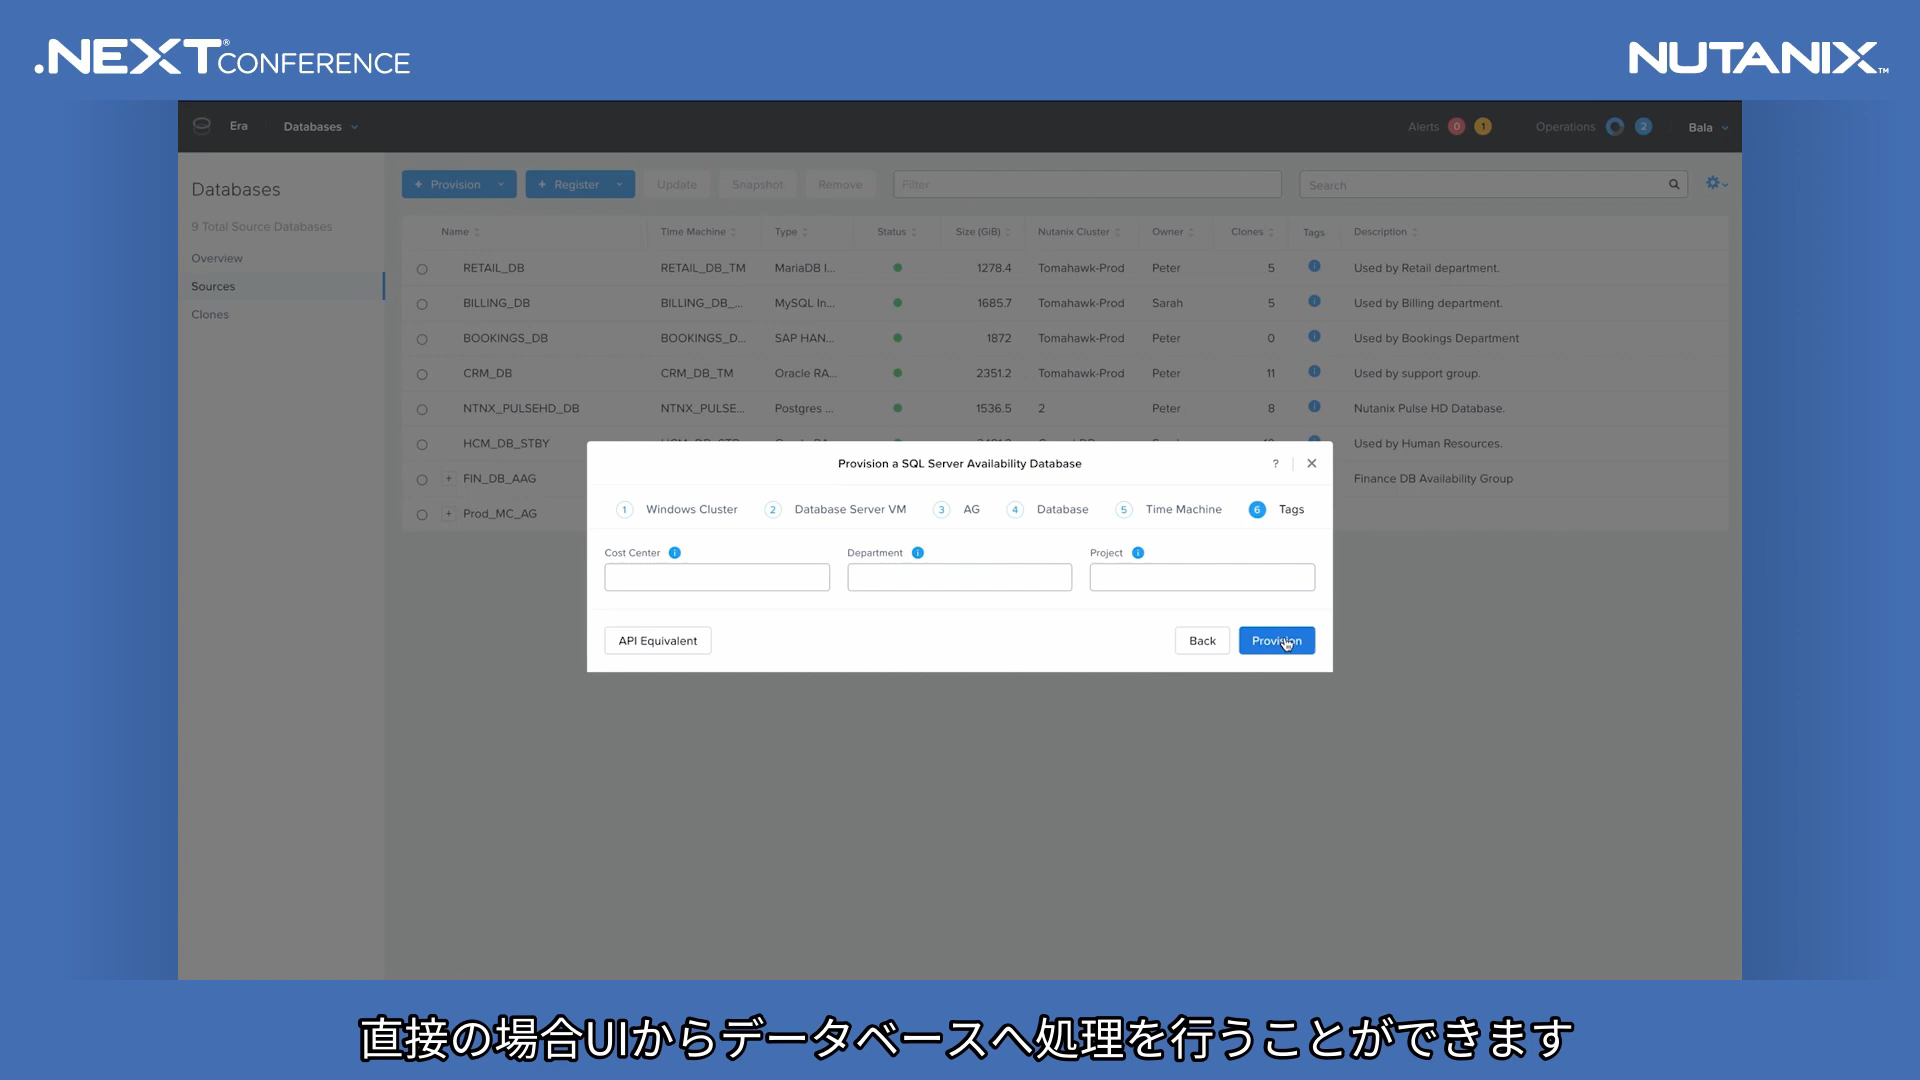 .NEXT® CONFERENCE
NUTANIX™
Era Databases Alerts 0 1 Operations 2 Bala
Databases
9 Total Source Databases
Overview
Sources
Clones
+ Provision + Register Update Snapshot Remove Filter Search
Name Time Machine Type Status Size (GiB) Nutanix Cluster Owner Clones Tags Description
RETAIL_DB RETAIL_DB_TM MariaDB I... 1278.4 Tomahawk-Prod Peter 5 Used by Retail department.
BILLING_DB BILLING_DB_... MySQL In... 1685.7 Tomahawk-Prod Sarah 5 Used by Billing department.
BOOKINGS_DB BOOKINGS_D... SAP HAN... 1872 Tomahawk-Prod Peter 0 Used by Bookings Department
CRM_DB CRM_DB_TM Oracle RA... 2351.2 Tomahawk-Prod Peter 11 Used by support group.
NTNX_PULSEHD_DB NTNX_PULSE... Postgres ... 1536.5 2 Peter 8 Nutanix Pulse HD Database.
HCM_DB_STBY Used by Human Resources.
+ FIN_DB_AAG Finance DB Availability Group
+ Prod_MC_AG
Provision a SQL Server Availability Database ?
1 Windows Cluster 2 Database Server VM 3 AG 4 Database 5 Time Machine 6 Tags
Cost Center Department Project
API Equivalent Back Provision
直接の場合UIからデータベースへ処理を行うことができます